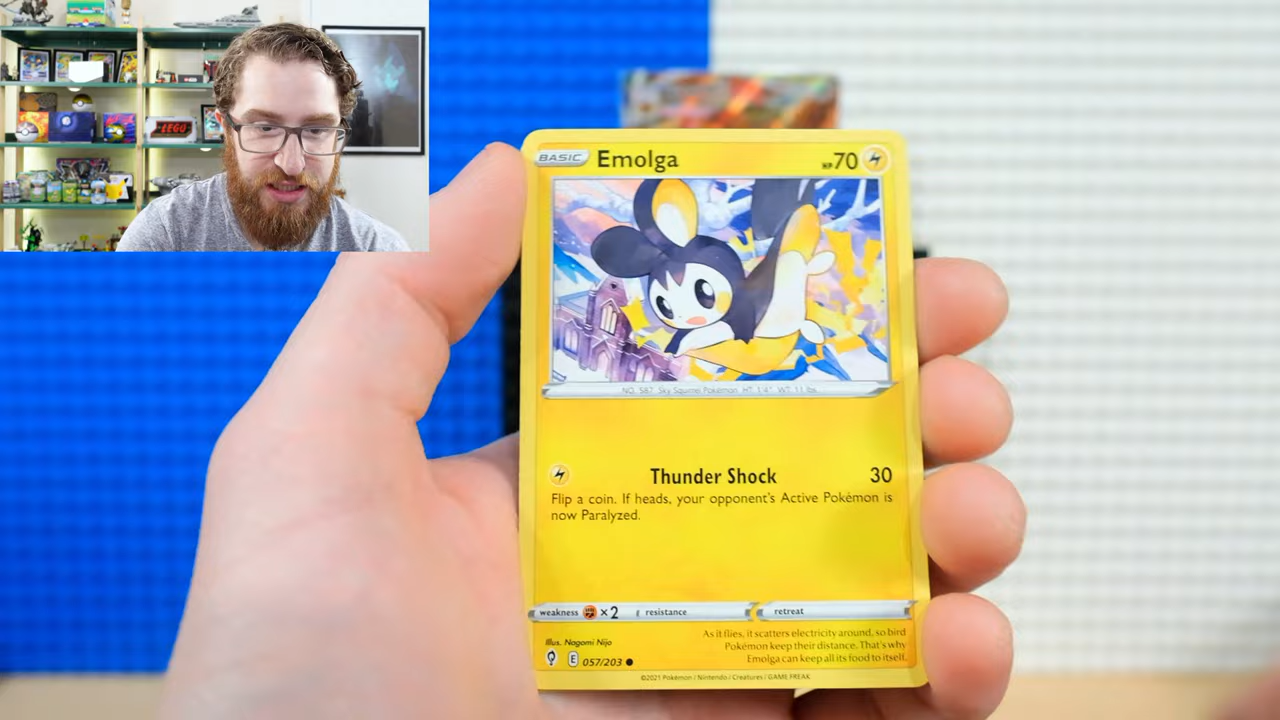 LEGO
BASIC Emolga HP 70
NO. 587 Sky Squirrel Pokémon HT: 1'4" WT: 11 lbs.
Thunder Shock 30
Flip a coin. If heads, your opponent's Active Pokémon is
now Paralyzed.
weakness ×2 resistance retreat
Illus. Nagomi Nijo
As it flies, it scatters electricity around, so bird
Pokémon keep their distance. That's why
Emolga can keep all its food to itself.
E 057/203 ●
©2021 Pokémon / Nintendo / Creatures / GAME FREAK